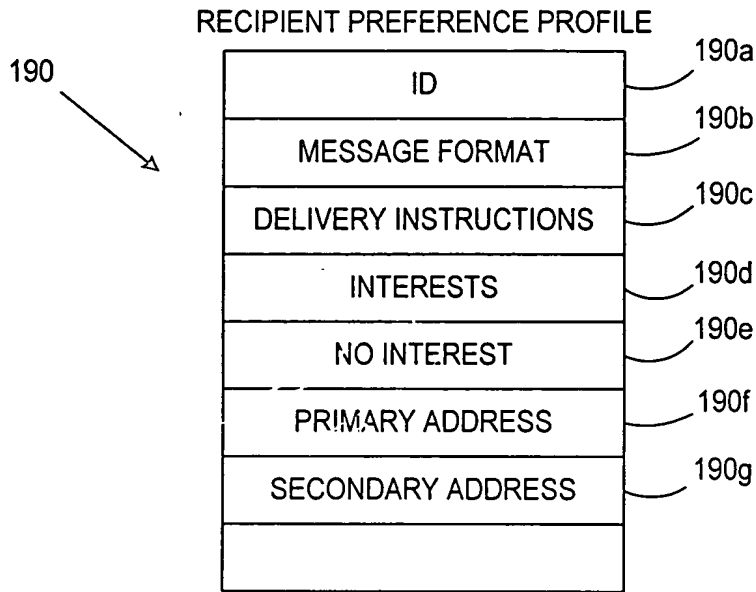 RECIPIENT PREFERENCE PROFILE
190
ID
190a
MESSAGE FORMAT
190b
DELIVERY INSTRUCTIONS
190c
INTERESTS
190d
NO INTEREST
190e
PRIMARY ADDRESS
190f
SECONDARY ADDRESS
190g